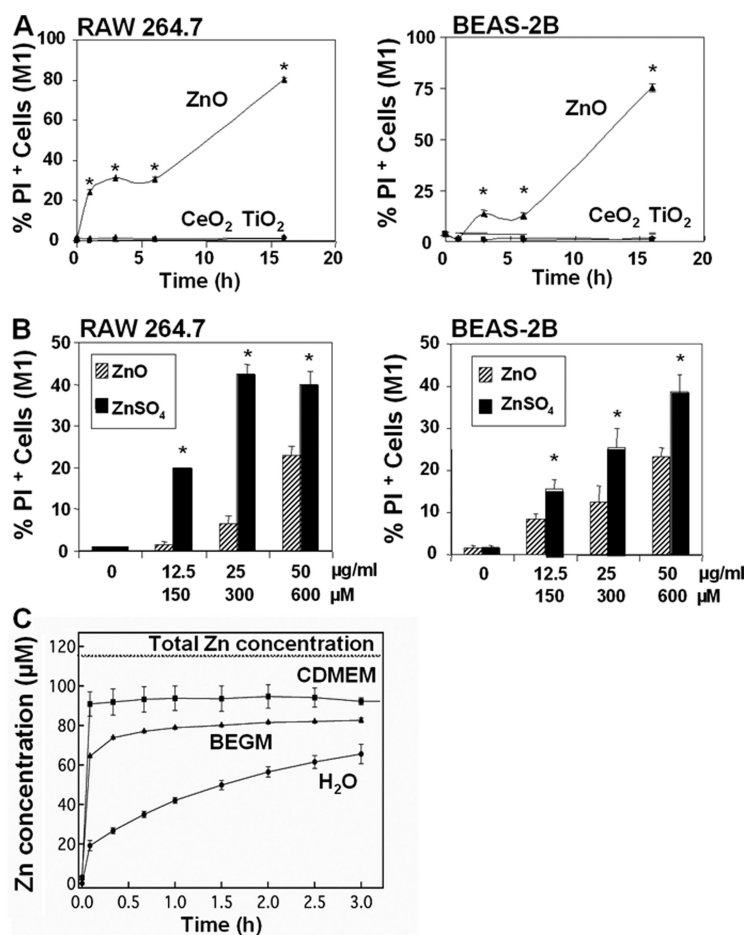 A
RAW 264.7
% PI + Cells (M1)
100
80
60
40
20
0
ZnO
CeO2 TiO2
*
*
*
*
0
5
10
15
20
Time (h)
BEAS-2B
% PI + Cells (M1)
100
75
50
25
0
ZnO
CeO2 TiO2
*
*
*
0
5
10
15
20
Time (h)
B
RAW 264.7
% PI + Cells (M1)
50
40
30
20
10
0
ZnO
ZnSO4
*
*
*
0 12.5 25 50 µg/ml
150 300 600 µM
BEAS-2B
% PI + Cells (M1)
50
40
30
20
10
0
ZnO
ZnSO4
*
*
*
0 12.5 25 50 µg/ml
150 300 600 µM
C
Zn concentration (µM)
120
100
80
60
40
20
0
Total Zn concentration
CDMEM
BEGM
H2O
0.0 0.5 1.0 1.5 2.0 2.5 3.0
Time (h)